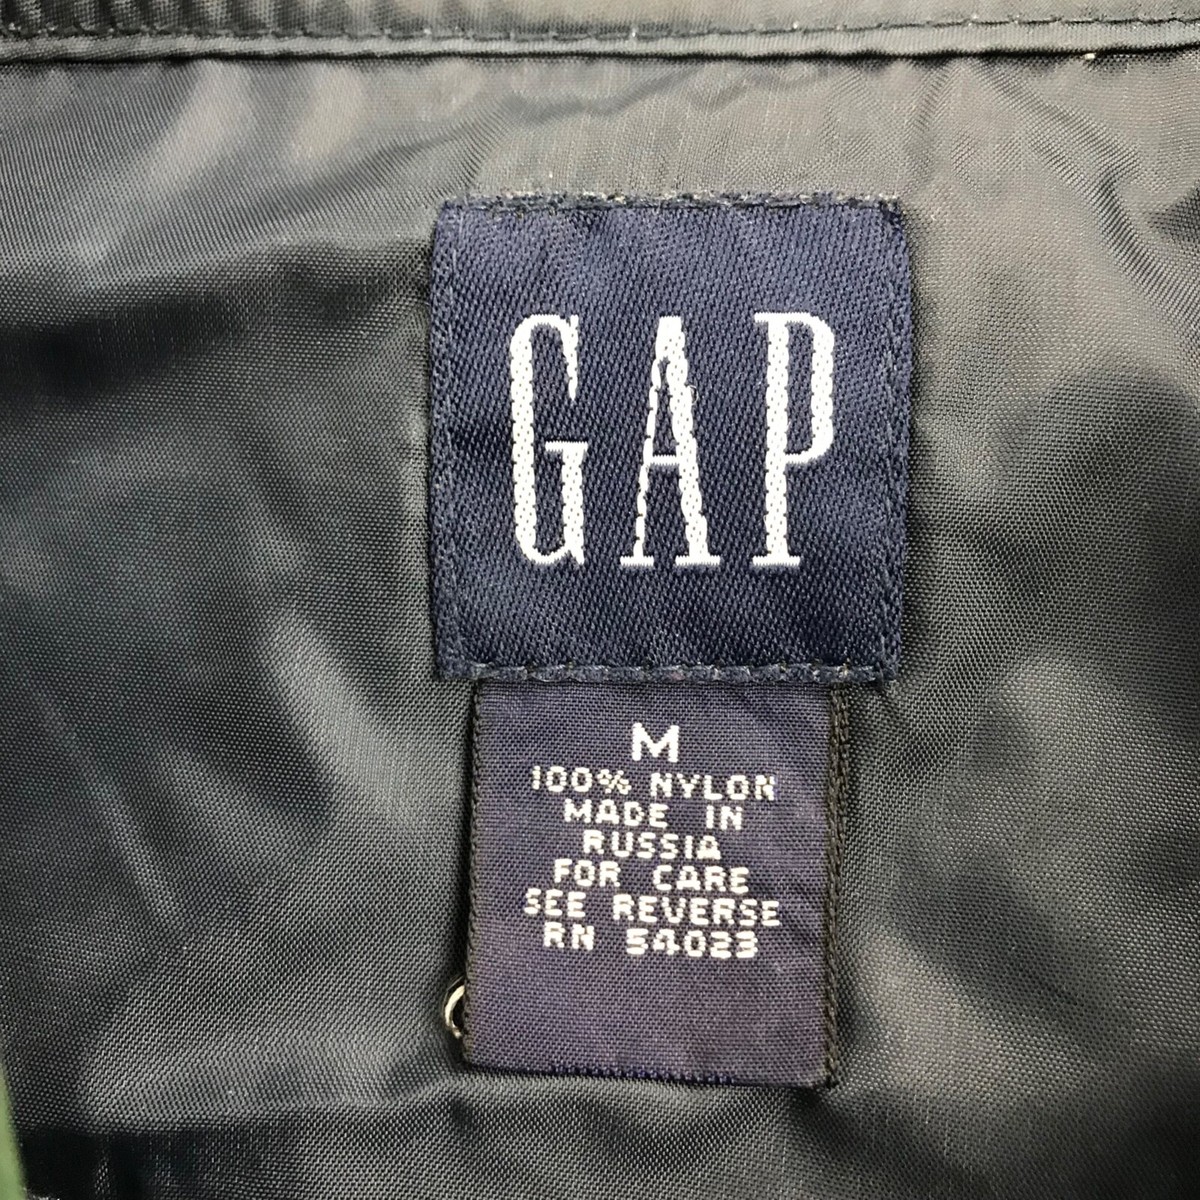 GAP
M
100% NYLON
MADE IN
RUSSIA
FOR CARE
SEE REVERSE
RN 54023